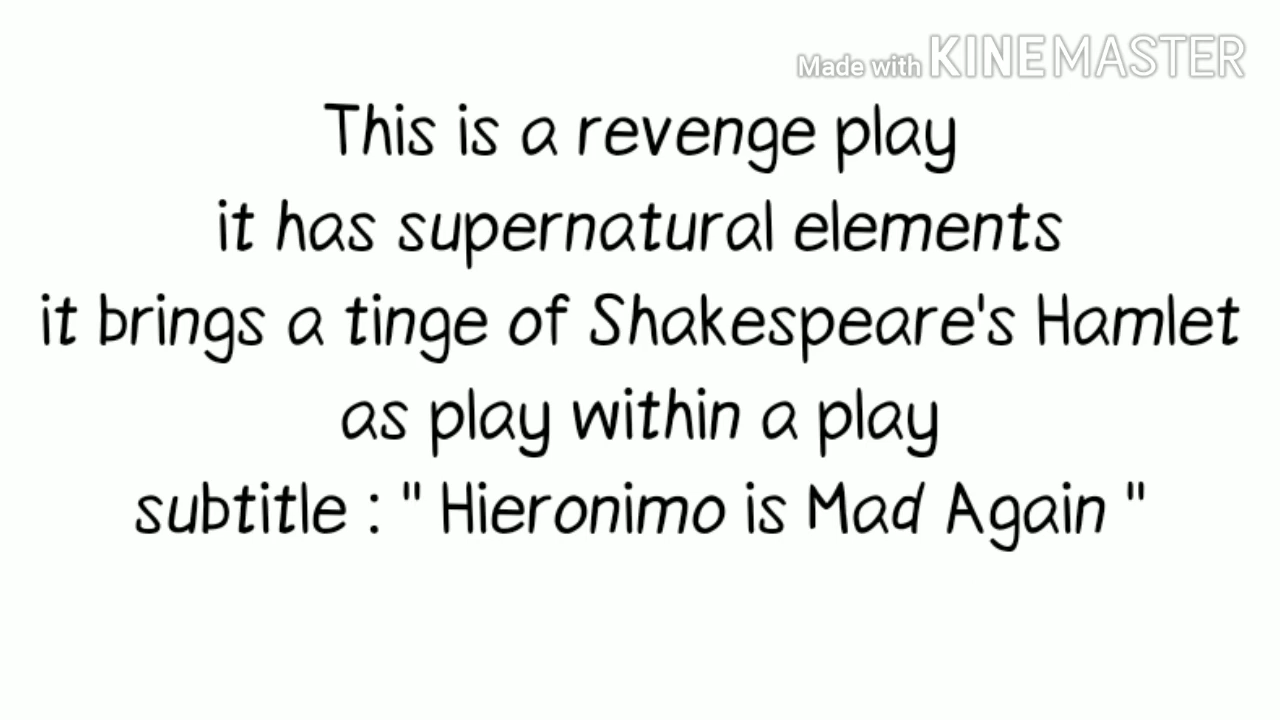 Made with KINEMASTER
This is a revenge play
it has supernatural elements
it brings a tinge of Shakespeare's Hamlet
as play within a play
subtitle : " Hieronimo is Mad Again "